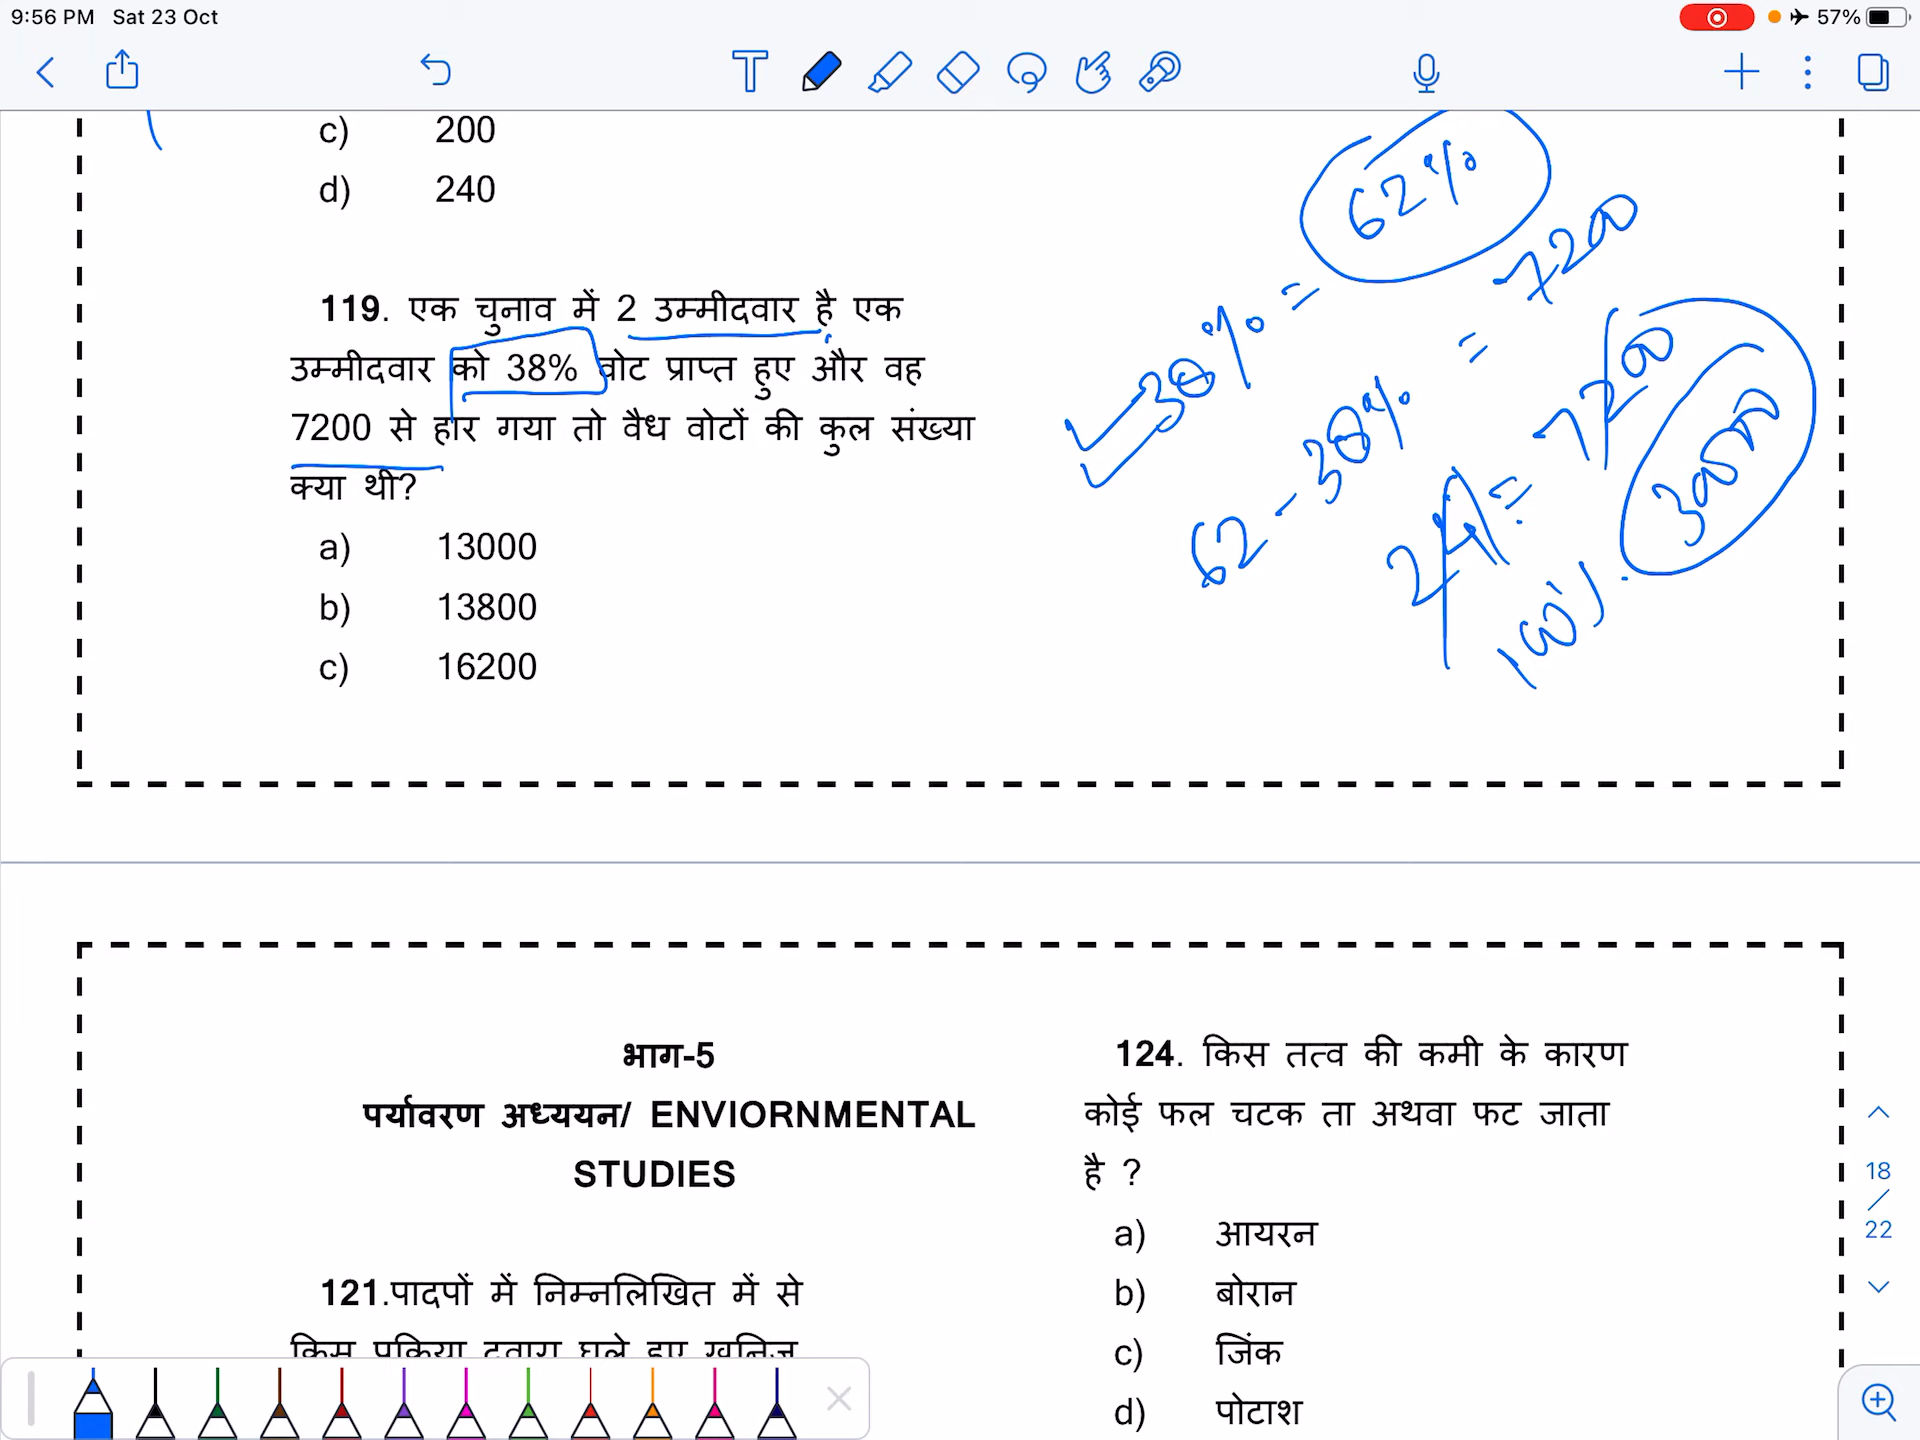 9:56 PM Sat 23 Oct
57%
c) 200
d) 240
119. एक चुनाव में 2 उम्मीदवार है एक
उम्मीदवार को 38% वोट प्राप्त हुए और वह
7200 से हार गया तो वैध वोटों की कुल संख्या
क्या थी?
a) 13000
b) 13800
c) 16200
38% = 62%
62 - 38% = 7200
24% = 7200
100% 30000
भाग-5
पर्यावरण अध्ययन/ ENVIORNMENTAL
STUDIES
121.पादपों में निम्नलिखित में से
किस प्रक्रिया द्वारा घुले हुए खनिज
124. किस तत्व की कमी के कारण
कोई फल चटक ता अथवा फट जाता
है ?
a) आयरन
b) बोरान
c) जिंक
d) पोटाश
18
/
22